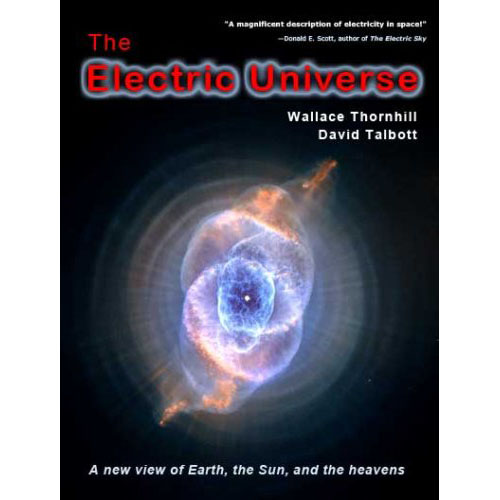 "A magnificent description of electricity in space!"
—Donald E. Scott, author of The Electric Sky
The
Electric Universe
Wallace Thornhill
David Talbott
A new view of Earth, the Sun, and the heavens